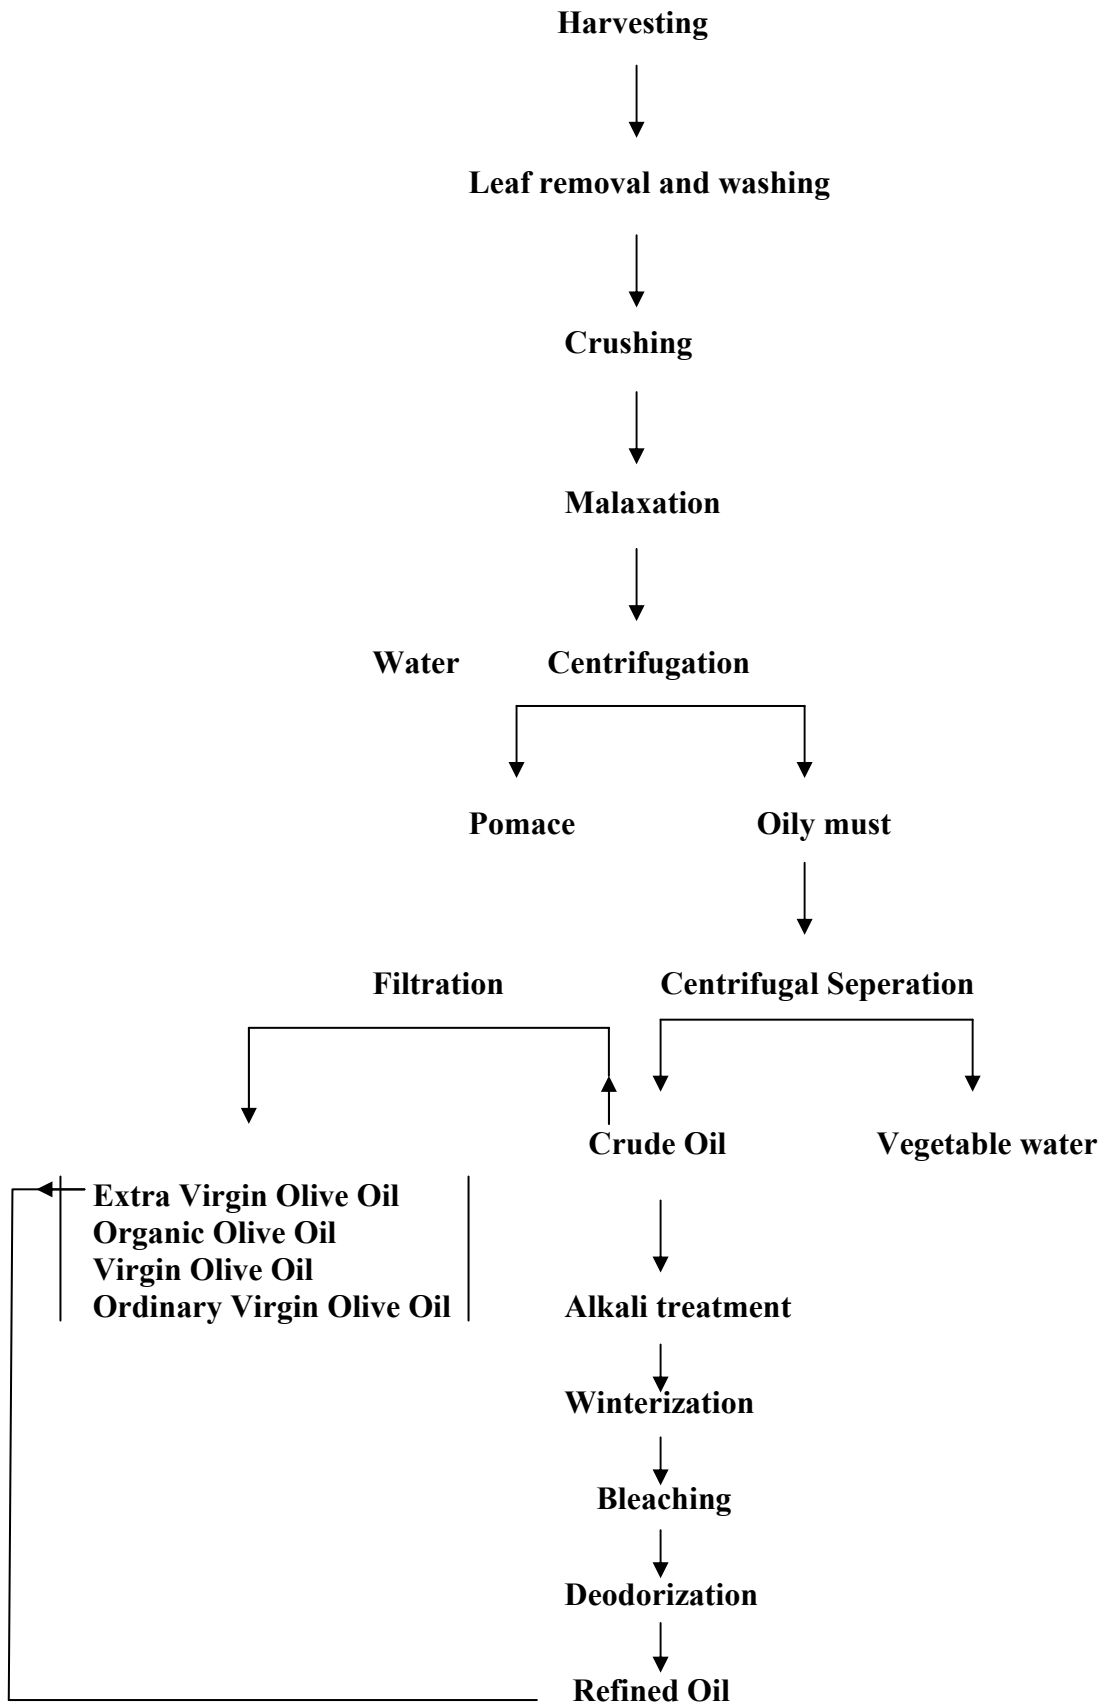 Harvesting
Leaf removal and washing
Crushing
Malaxation
Water Centrifugation
Pomace Oily must
Filtration Centrifugal Seperation
Crude Oil Vegetable water
Extra Virgin Olive Oil
Organic Olive Oil
Virgin Olive Oil
Ordinary Virgin Olive Oil Alkali treatment
Winterization
Bleaching
Deodorization
Refined Oil